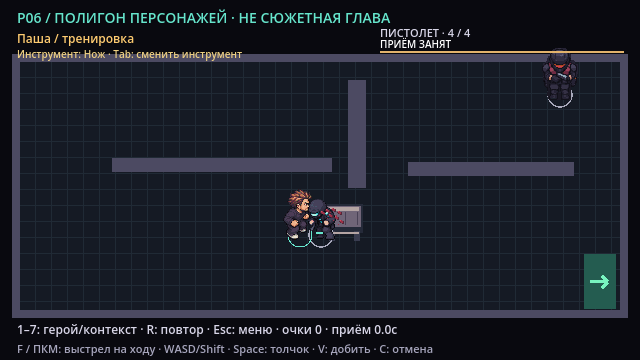 P06 / ПОЛИГОН ПЕРСОНАЖЕЙ · НЕ СЮЖЕТНАЯ ГЛАВА
Паша / тренировка
ПИСТОЛЕТ · 4 / 4
ПРИЁМ ЗАНЯТ
Инструмент: Нож · Tab: сменить инструмент
1–7: герой/контекст · R: повтор · Esc: меню · очки 0 · приём 0.0с
F / ПКМ: выстрел на ходу · WASD/Shift · Space: толчок · V: добить · C: отмена